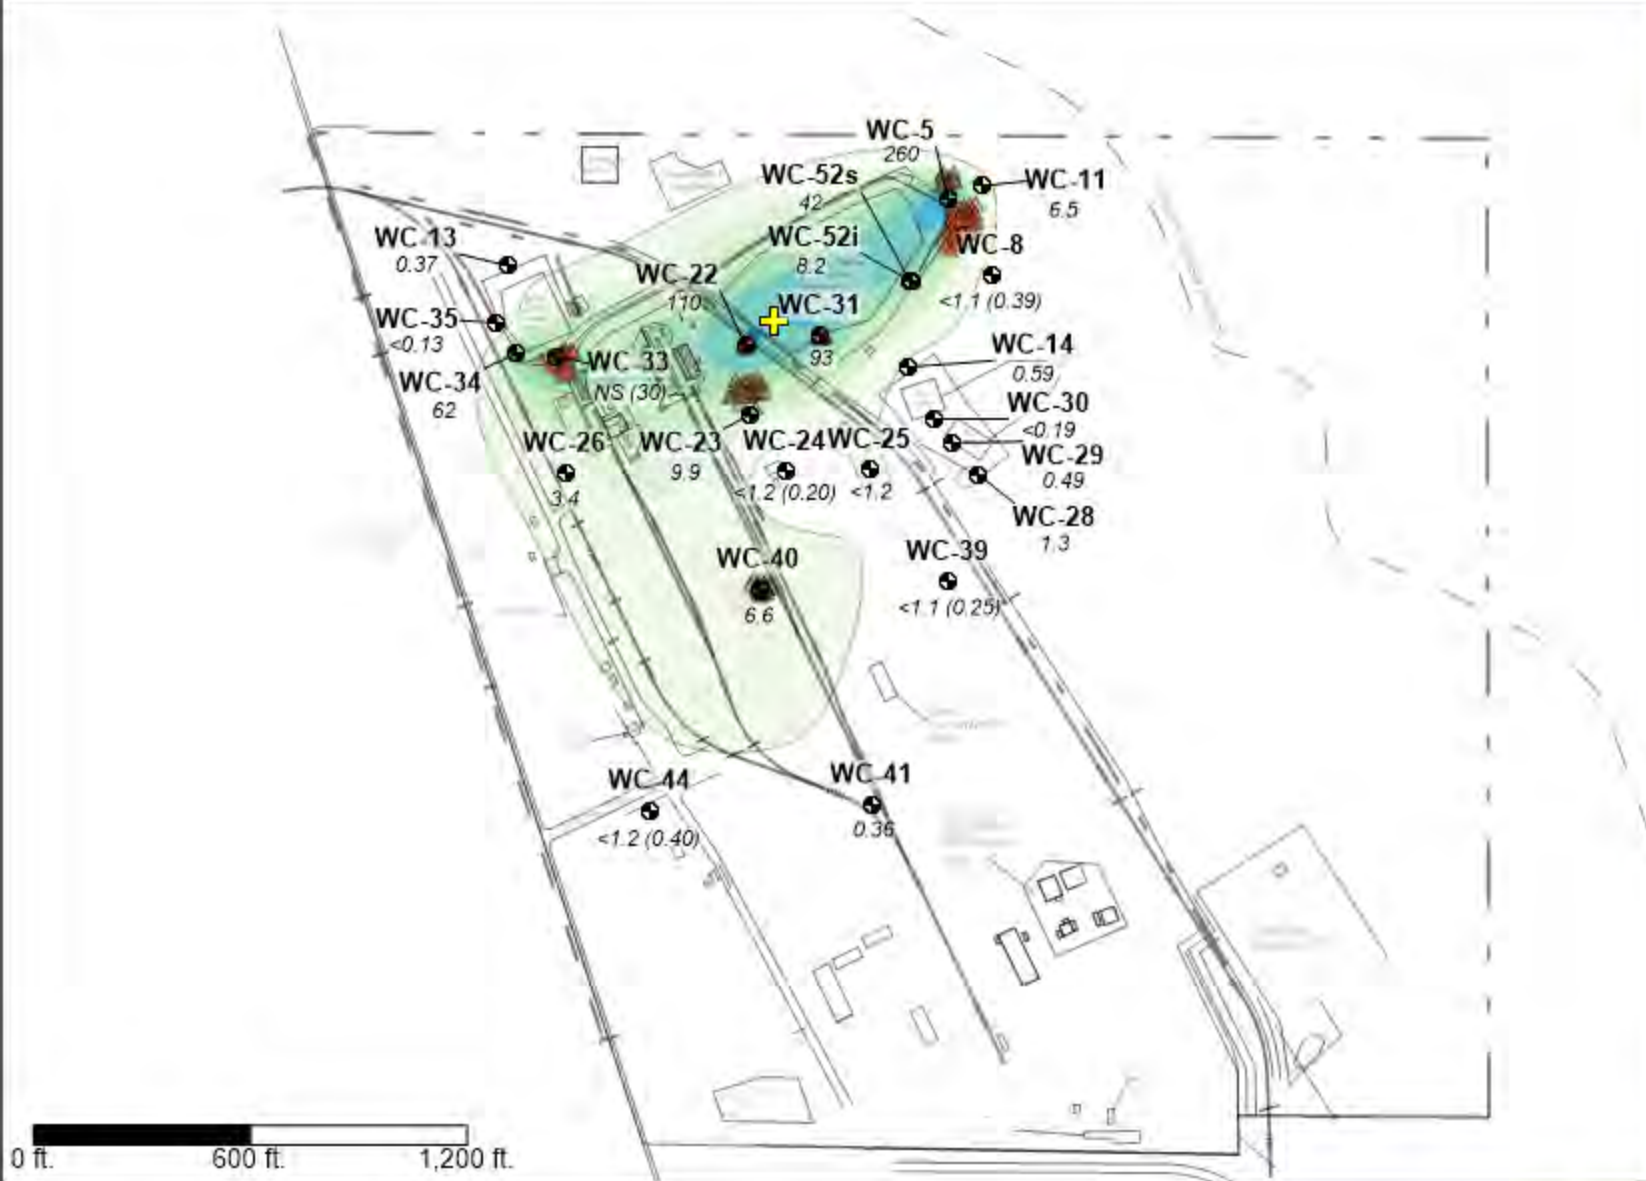 WC-5
260
WC-52s
42
WC-11
6.5
WC-13
0.37
WC-52i
8.2
WC-8
<1.1 (0.39)
WC-22
110
WC-31
93
WC-35
<0.13
WC-14
0.59
WC-33
NS (30)
WC-34
62
WC-30
<0.19
WC-26
3.4
WC-23
9.9
WC-24
<1.2 (0.20)
WC-25
<1.2
WC-29
0.49
WC-28
1.3
WC-40
6.6
WC-39
<1.1 (0.25)
WC-44
<1.2 (0.40)
WC-41
0.36
0 ft.
600 ft.
1,200 ft.